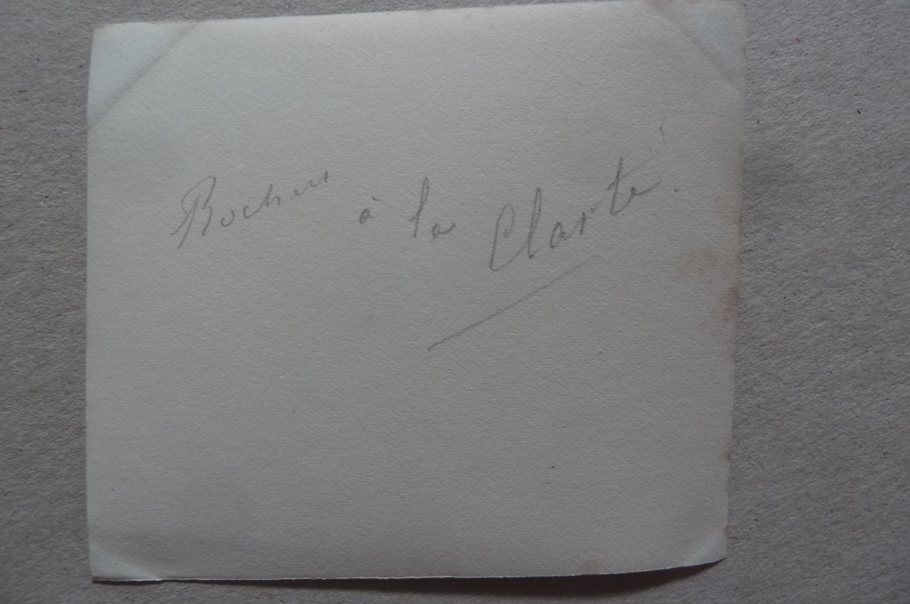 Rochers à la Clarté.